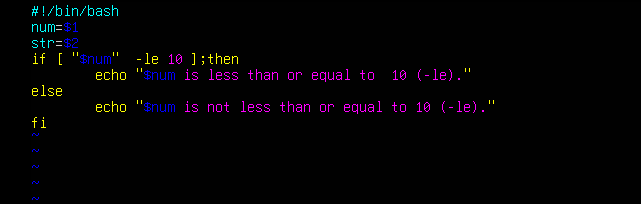 #!/bin/bash
num=$1
str=$2
if [ "$num"  -le 10 ];then
        echo "$num is less than or equal to  10 (-le)."
else
        echo "$num is not less than or equal to 10 (-le)."
fi
~
~
~
~
~